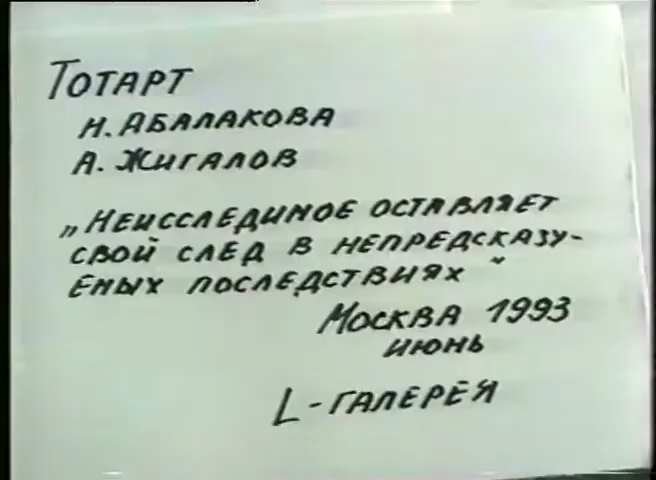 Тотарт
Н. Абалакова
А. Жигалов
„Неисследимое оставляет
свой след в непредсказу-
емых последствиях"
Москва 1993
июнь
L-галерея